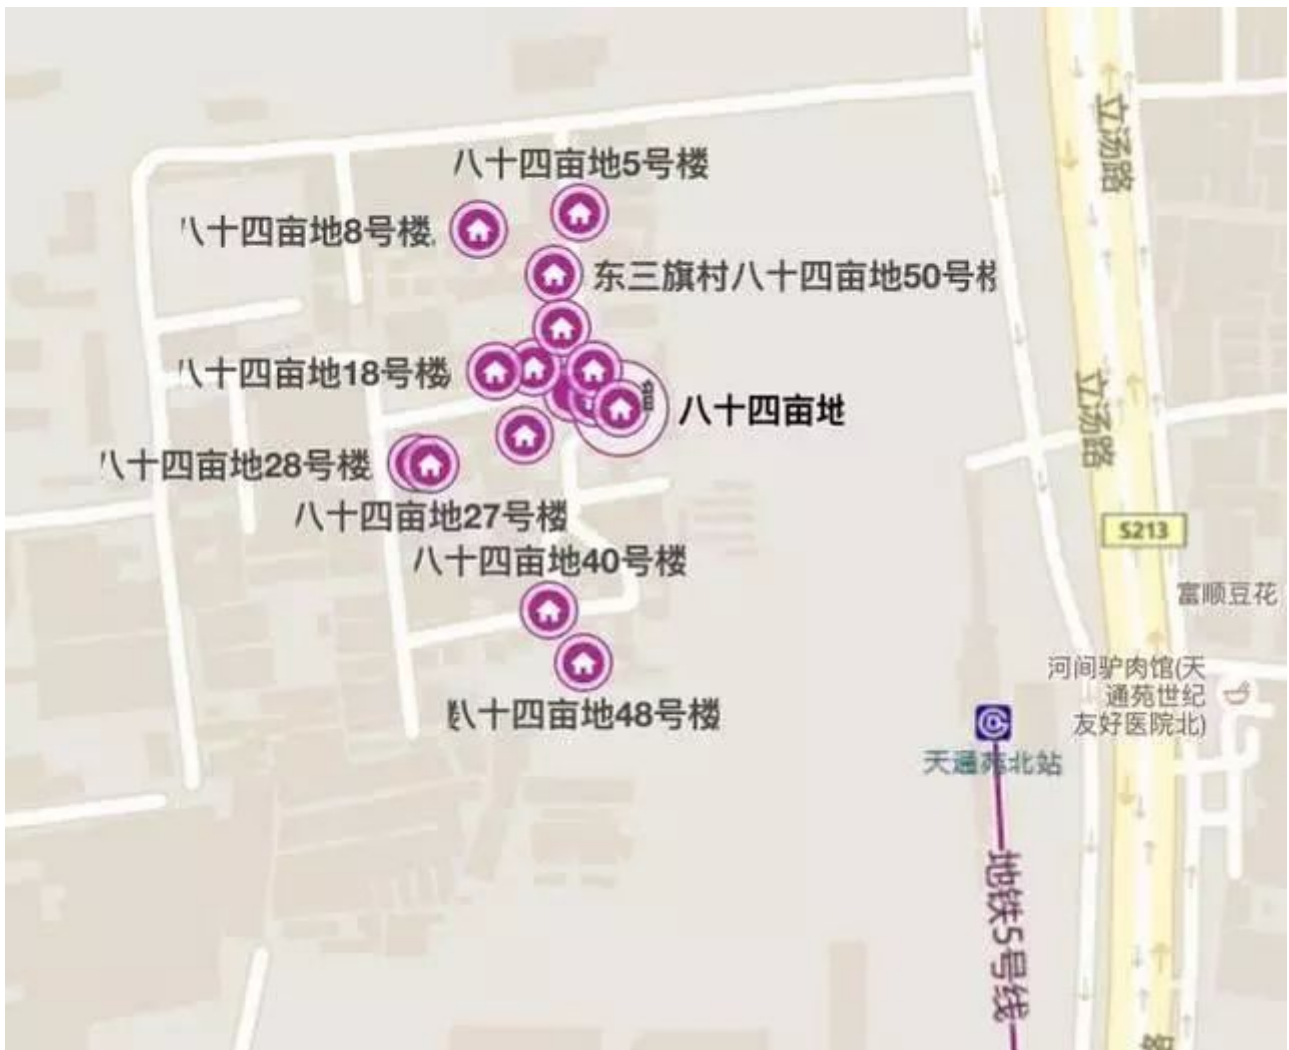 立汤路
八十四亩地5号楼
八十四亩地8号楼
东三旗村八十四亩地50号楼
八十四亩地18号楼
八十四亩地
立汤路
八十四亩地28号楼
八十四亩地27号楼
S213
八十四亩地40号楼
富顺豆花
河间驴肉馆(天
通苑世纪
友好医院北)
八十四亩地48号楼
天通苑北站
地铁5号线